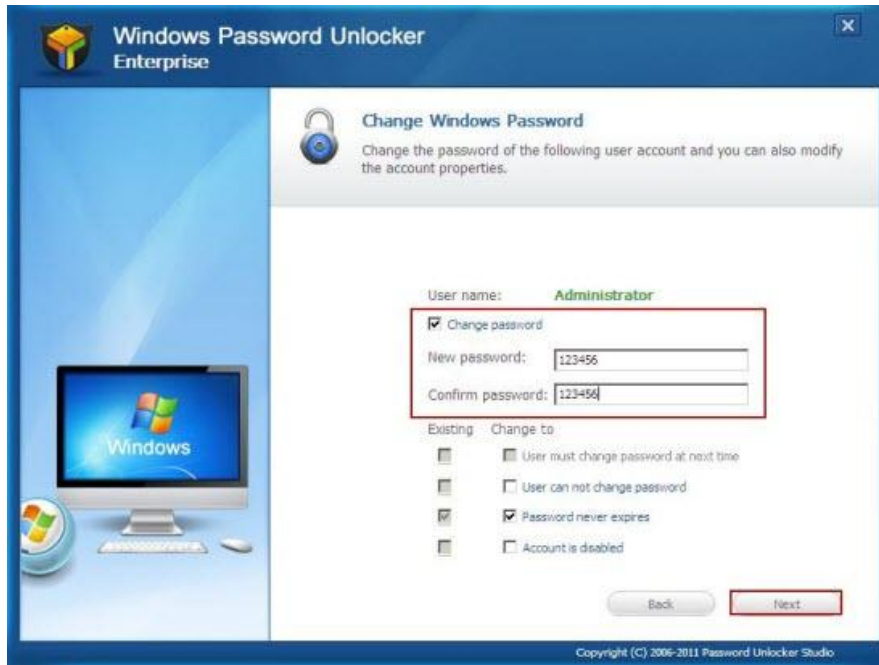 Windows Password Unlocker
Enterprise
Change Windows Password
Change the password of the following user account and you can also modify
the account properties.
User name: Administrator
Change password
New password: 123456
Confirm password: 123456
Existing Change to
User must change password at next time
User can not change password
Password never expires
Account is disabled
Windows
Back Next
Copyright (C) 2006-2011 Password Unlocker Studio